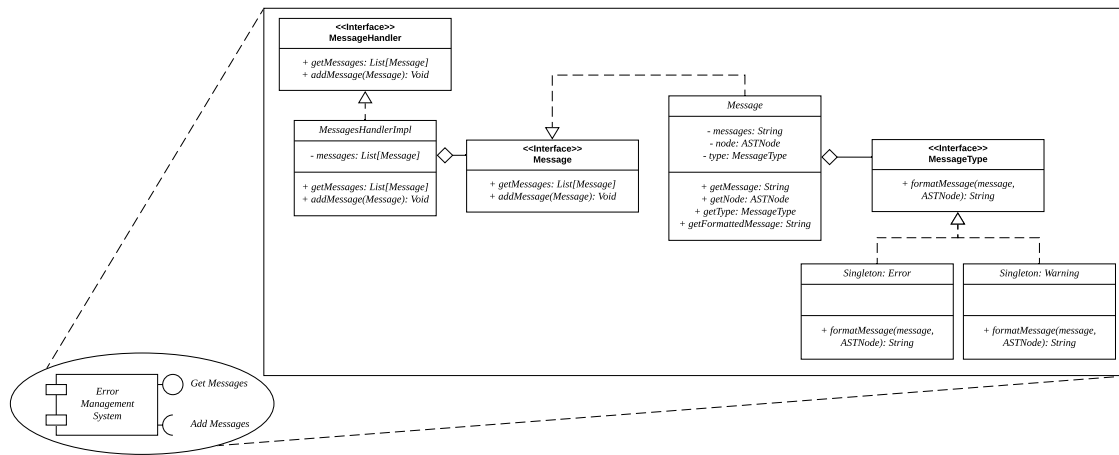 <<Interface>>
MessageHandler
+ getMessages: List[Message]
+ addMessage(Message): Void
MessagesHandlerImpl
- messages: List[Message]
+ getMessages: List[Message]
+ addMessage(Message): Void
<<Interface>>
Message
+ getMessages: List[Message]
+ addMessage(Message): Void
Message
- messages: String
- node: ASTNode
- type: MessageType
+ getMessage: String
+ getNode: ASTNode
+ getType: MessageType
+ getFormattedMessage: String
<<Interface>>
MessageType
+ formatMessage(message,
ASTNode): String
Singleton: Error
+ formatMessage(message,
ASTNode): String
Singleton: Warning
+ formatMessage(message,
ASTNode): String
Error
Management
System
Get Messages
Add Messages